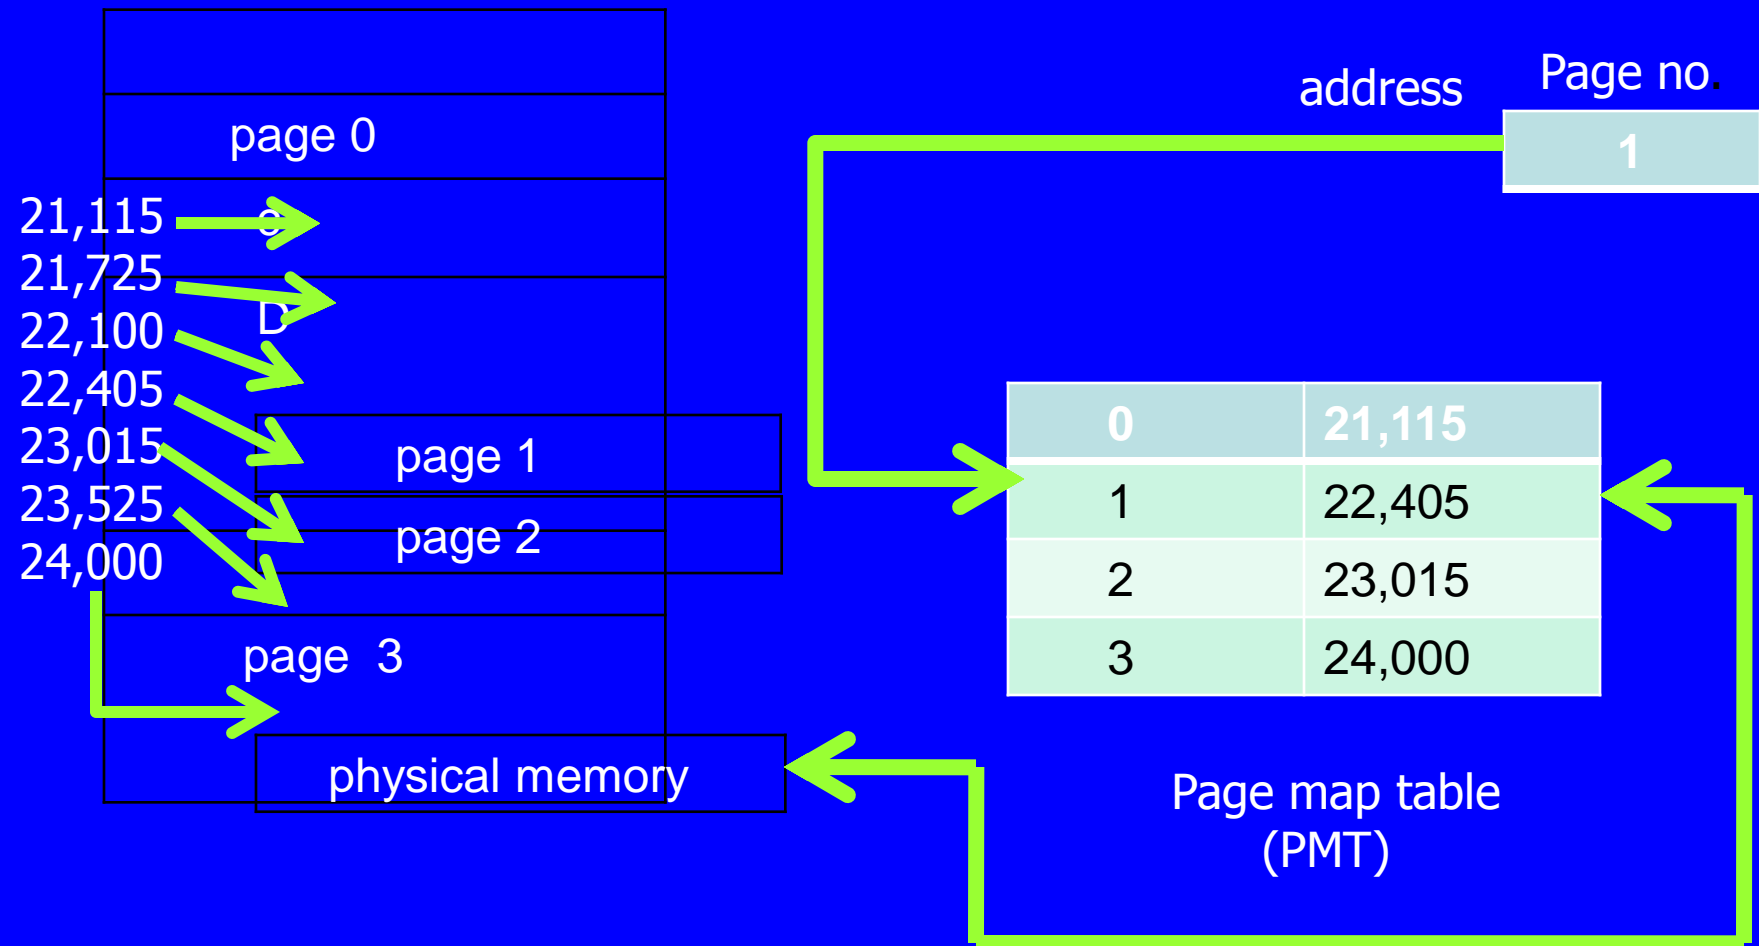 address
Page no.
1
page 0
21,115
21,725
D
22,100
22,405
23,015
23,525
24,000
page 1
page 2
page 3
physical memory
0 21,115
1 22,405
2 23,015
3 24,000
Page map table
(PMT)